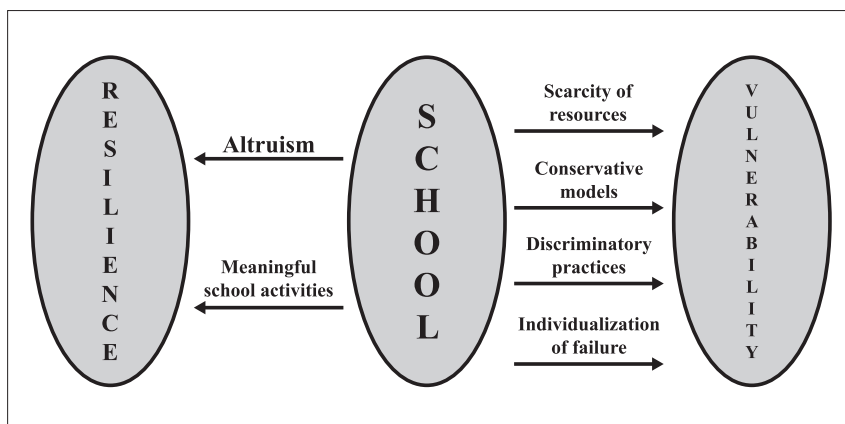 RESILIENCE
Altruism
Meaningful
school activities
SCHOOL
Scarcity of
resources
Conservative
models
Discriminatory
practices
Individualization
of failure
VULNERABILITY